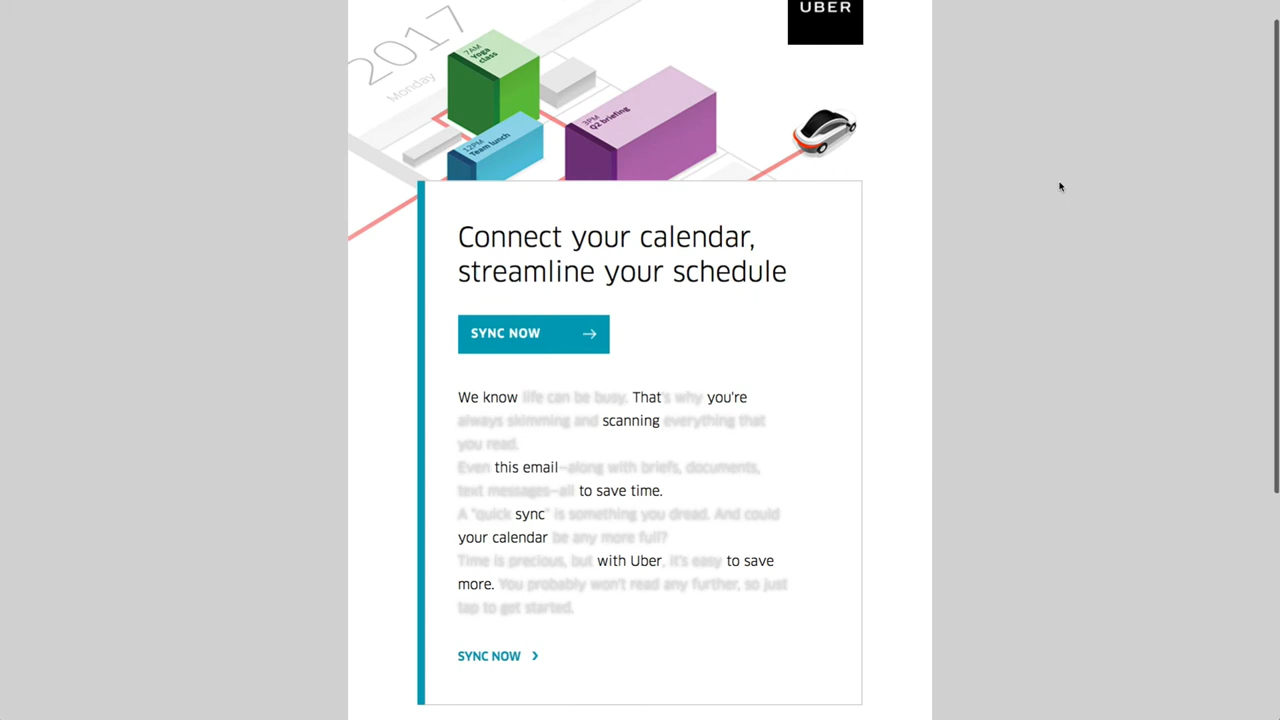 UBER
2017
Monday
7AM
Yoga
class
12PM
Team lunch
3PM
Q2 briefing
Connect your calendar,
streamline your schedule
SYNC NOW →
We know life can be busy. That's why you're
always skimming and scanning everything that
you read.
Even this email—along with briefs, documents,
text messages—all to save time.
A "quick sync" is something you dread. And could
your calendar be any more full?
Time is precious, but with Uber, it's easy to save
more. You probably won't read any further, so just
tap to get started.
SYNC NOW >